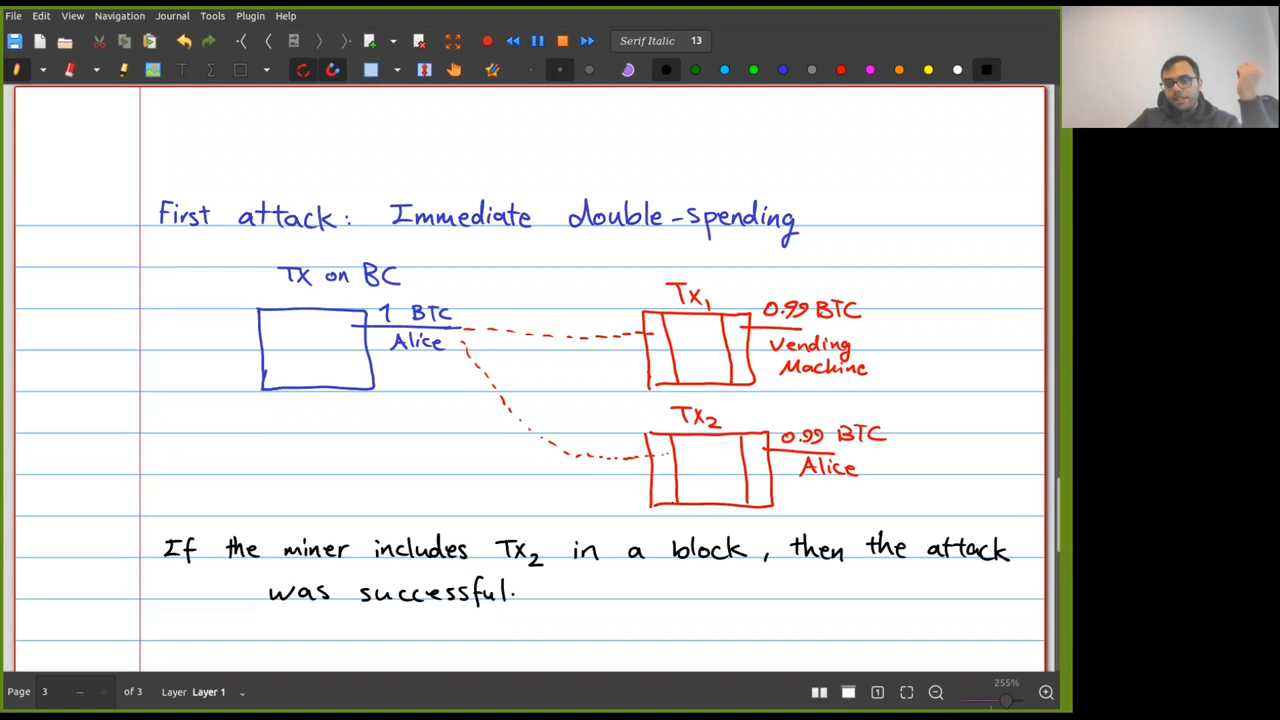 File Edit View Navigation Journal Tools Plugin Help
Serif Italic 13
First attack: Immediate double-spending
TX on BC
1 BTC
Alice
Tx1
0.99 BTC
Vending
Machine
Tx2
0.99 BTC
Alice
If the miner includes Tx2 in a block, then the attack
was successful.
Page 3 of 3 Layer Layer 1
255%